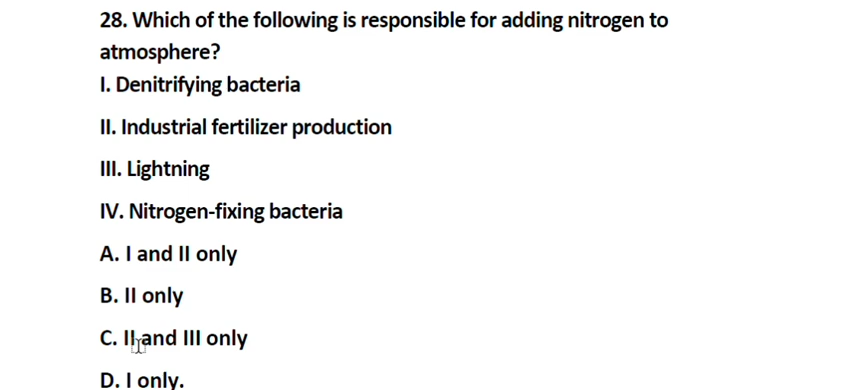 28. Which of the following is responsible for adding nitrogen to
atmosphere?
I. Denitrifying bacteria
II. Industrial fertilizer production
III. Lightning
IV. Nitrogen-fixing bacteria
A. I and II only
B. II only
C. II and III only
D. I only.